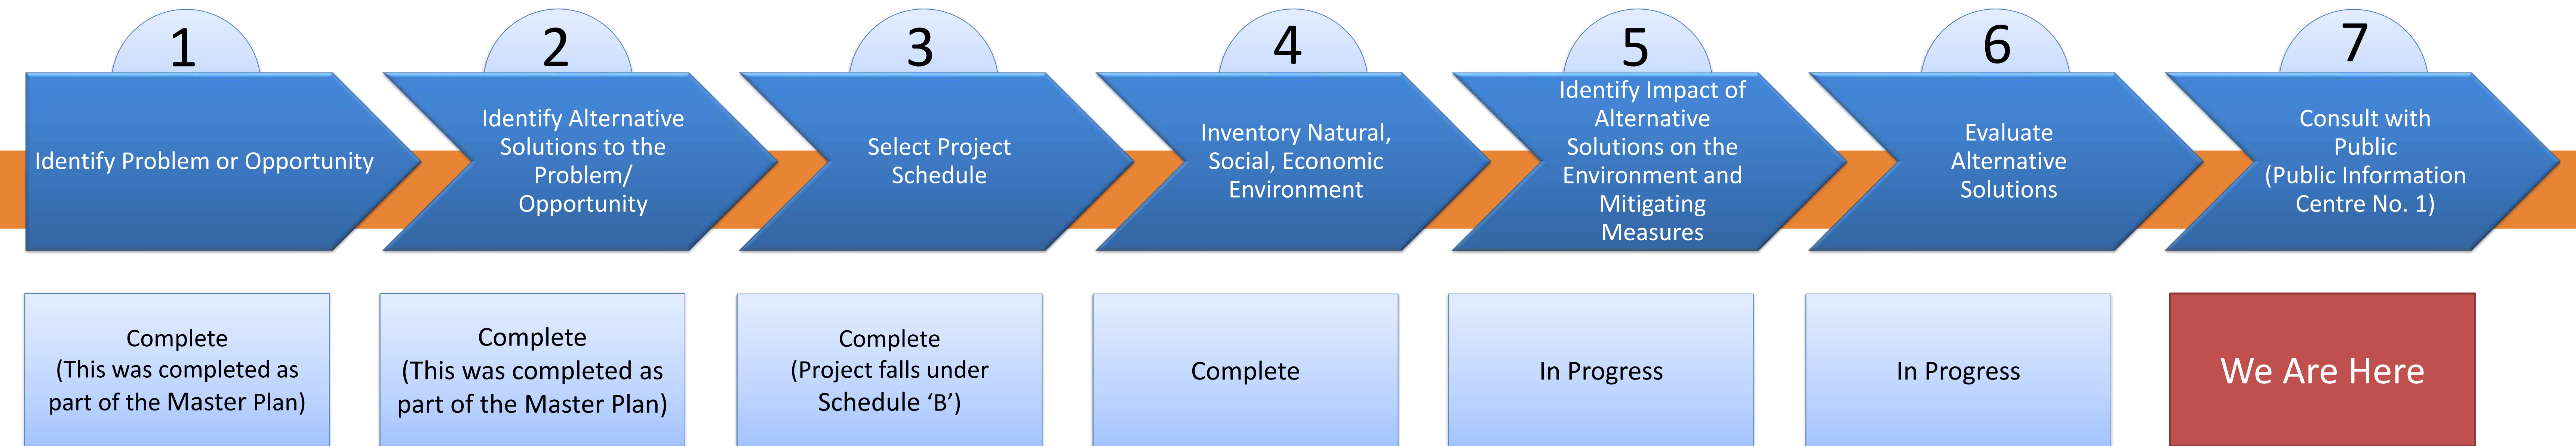 1
Identify Problem or Opportunity
2
Identify Alternative
Solutions to the
Problem/
Opportunity
3
Select Project
Schedule
4
Inventory Natural,
Social, Economic
Environment
5
Identify Impact of
Alternative
Solutions on the
Environment and
Mitigating
Measures
6
Evaluate
Alternative
Solutions
7
Consult with
Public
(Public Information
Centre No. 1)
Complete
(This was completed as
part of the Master Plan)
Complete
(This was completed as
part of the Master Plan)
Complete
(Project falls under
Schedule ‘B’)
Complete
In Progress
In Progress
We Are Here